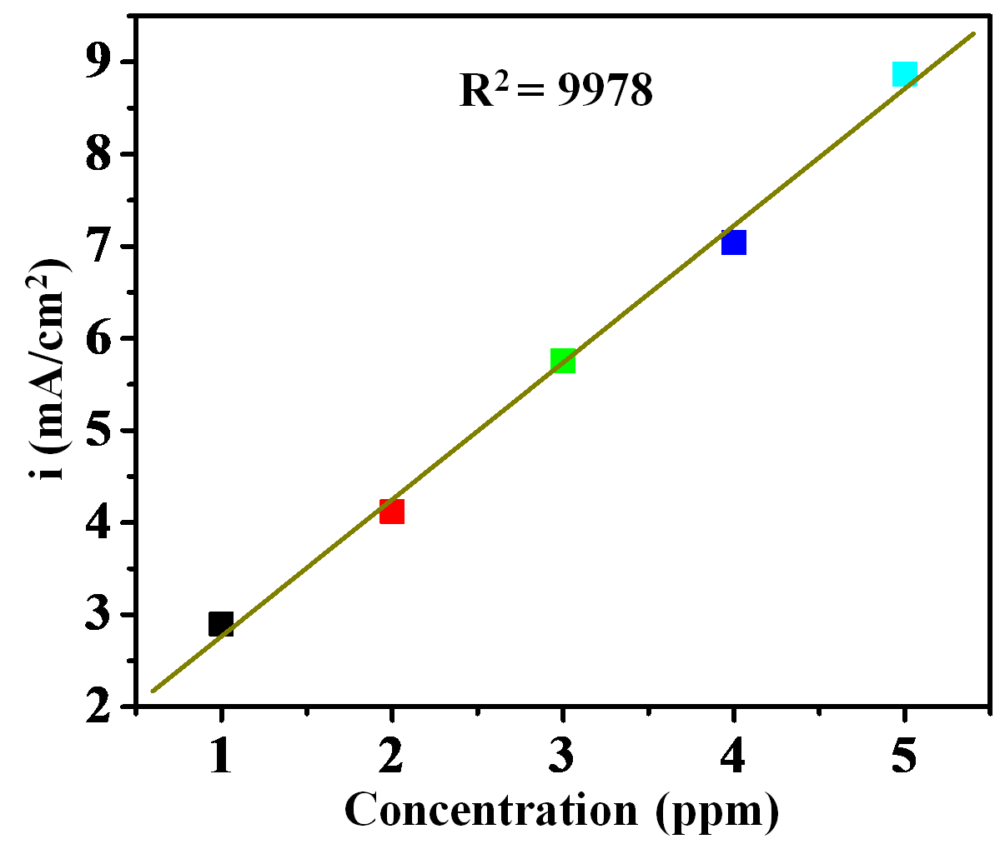 R² = 9978
9
8
7
6
5
4
3
2
i (mA/cm²)
1 2 3 4 5
Concentration (ppm)